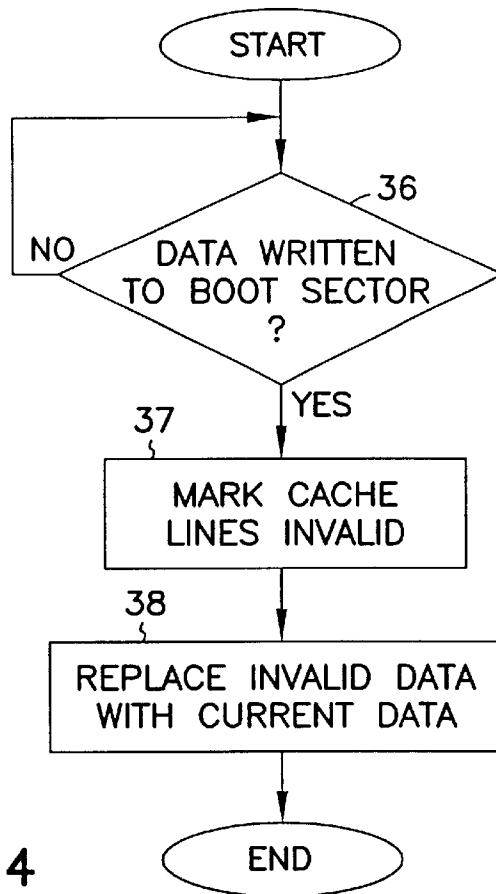 START
36
NO
DATA WRITTEN
TO BOOT SECTOR
?
YES
37
MARK CACHE
LINES INVALID
38
REPLACE INVALID DATA
WITH CURRENT DATA
END
4